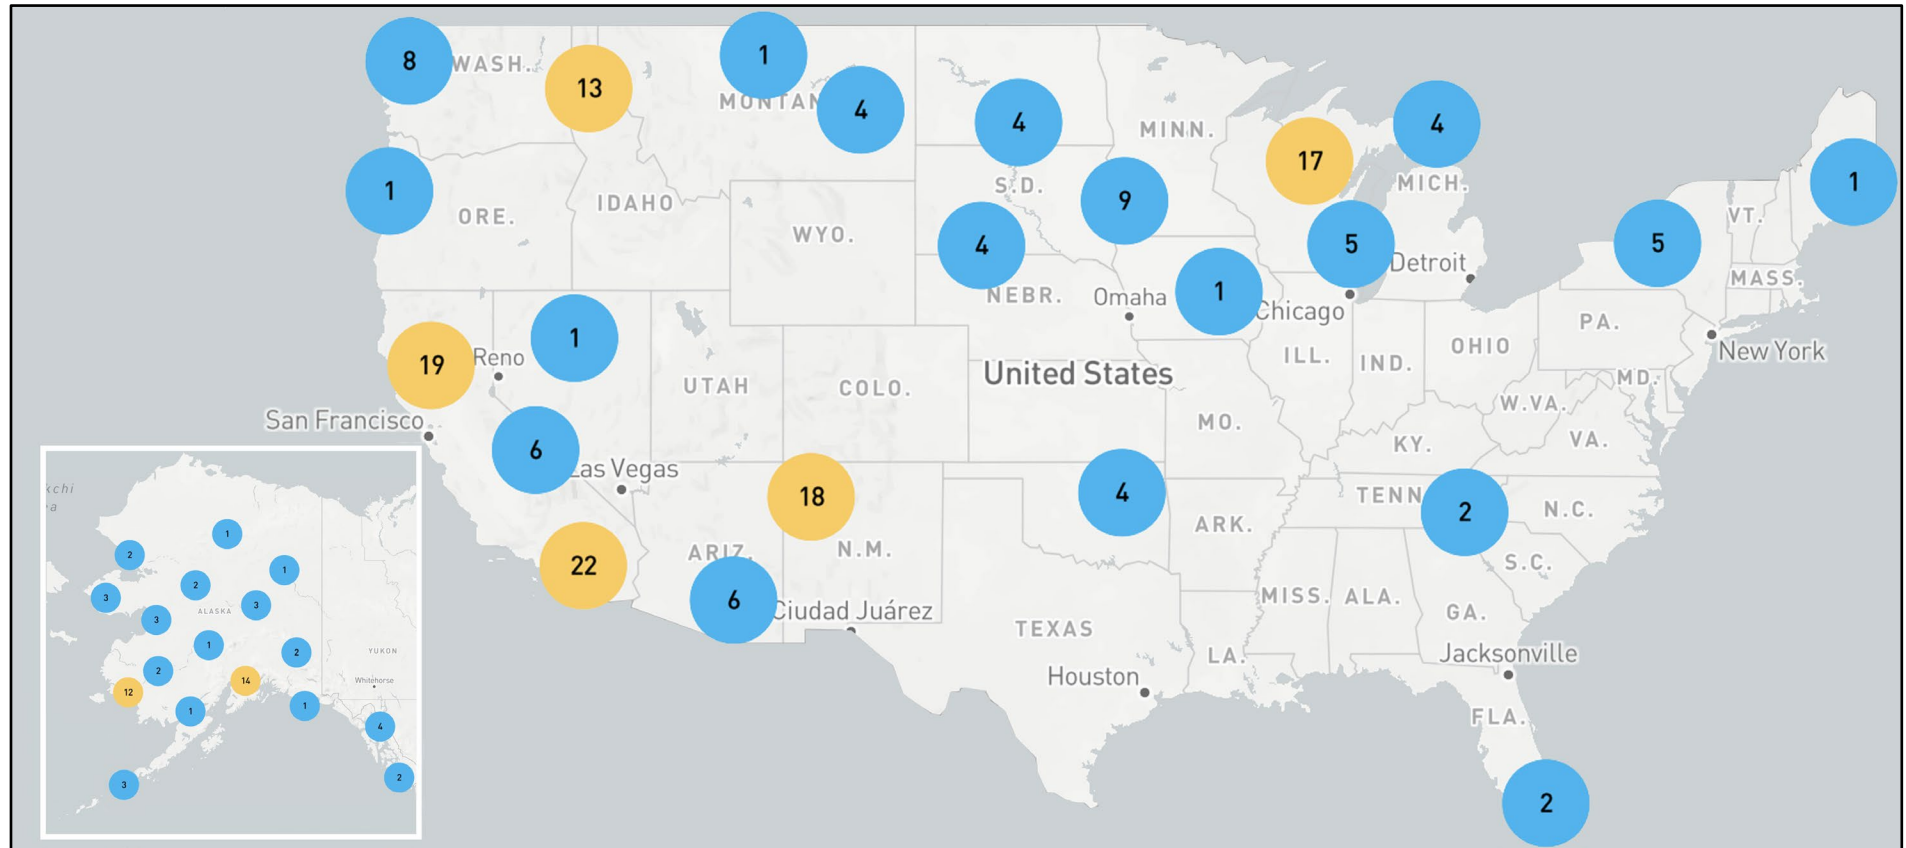 8
WASH.
13
1
MONTAN
4
4
MINN.
17
4
1
1
ORE.
IDAHO
WYO.
S.D.
9
MICH.
VT.
4
5
Detroit
5
MASS.
NEBR.
Omaha
1
Chicago
19
Reno
1
UTAH
COLO.
United States
ILL.
IND.
OHIO
PA.
New York
MD.
W.VA.
San Francisco
6
Las Vegas
MO.
KY.
VA.
18
4
ARK.
TENN
2
N.C.
22
ARIZ.
N.M.
6
Ciudad Juárez
TEXAS
MISS.
ALA.
GA.
S.C.
LA.
Houston
Jacksonville
FLA.
2
kchi
a
1
2
1
2
3
3
ALASKA
3
1
2
YUKON
2
12
14
Whitehorse
1
1
4
2
3